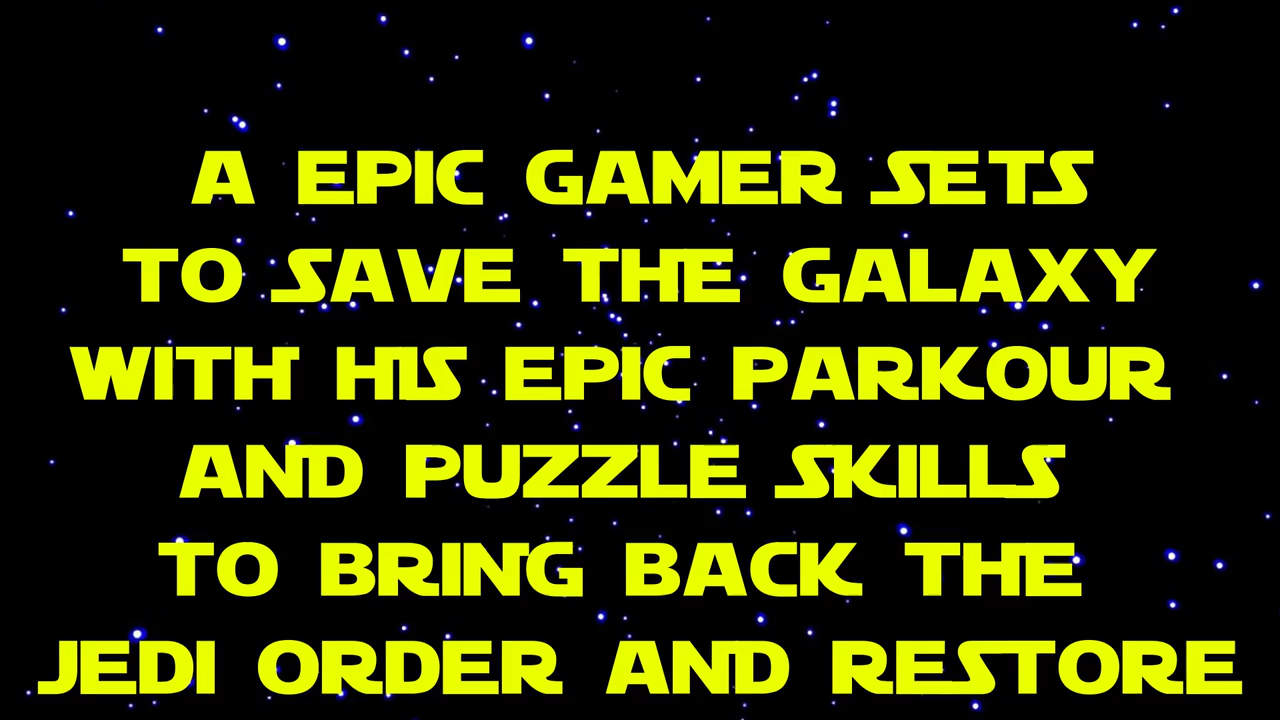 A EPIC GAMER SETS
TO SAVE THE GALAXY
WITH HIS EPIC PARKOUR
AND PUZZLE SKILLS
TO BRING BACK THE
JEDI ORDER AND RESTORE